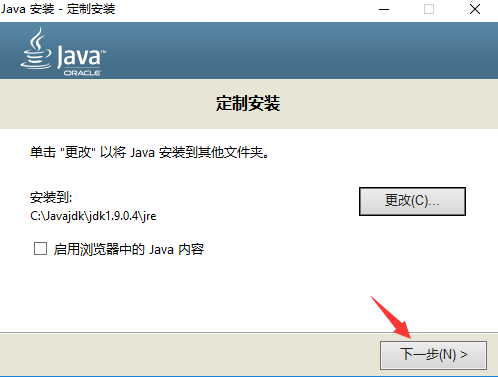 Java 安装 - 定制安装
Java™
ORACLE
定制安装
单击 "更改" 以将 Java 安装到其他文件夹。
安装到:
C:\Javajdk\jdk1.9.0.4\jre
更改(C)...
启用浏览器中的 Java 内容
下一步(N) >